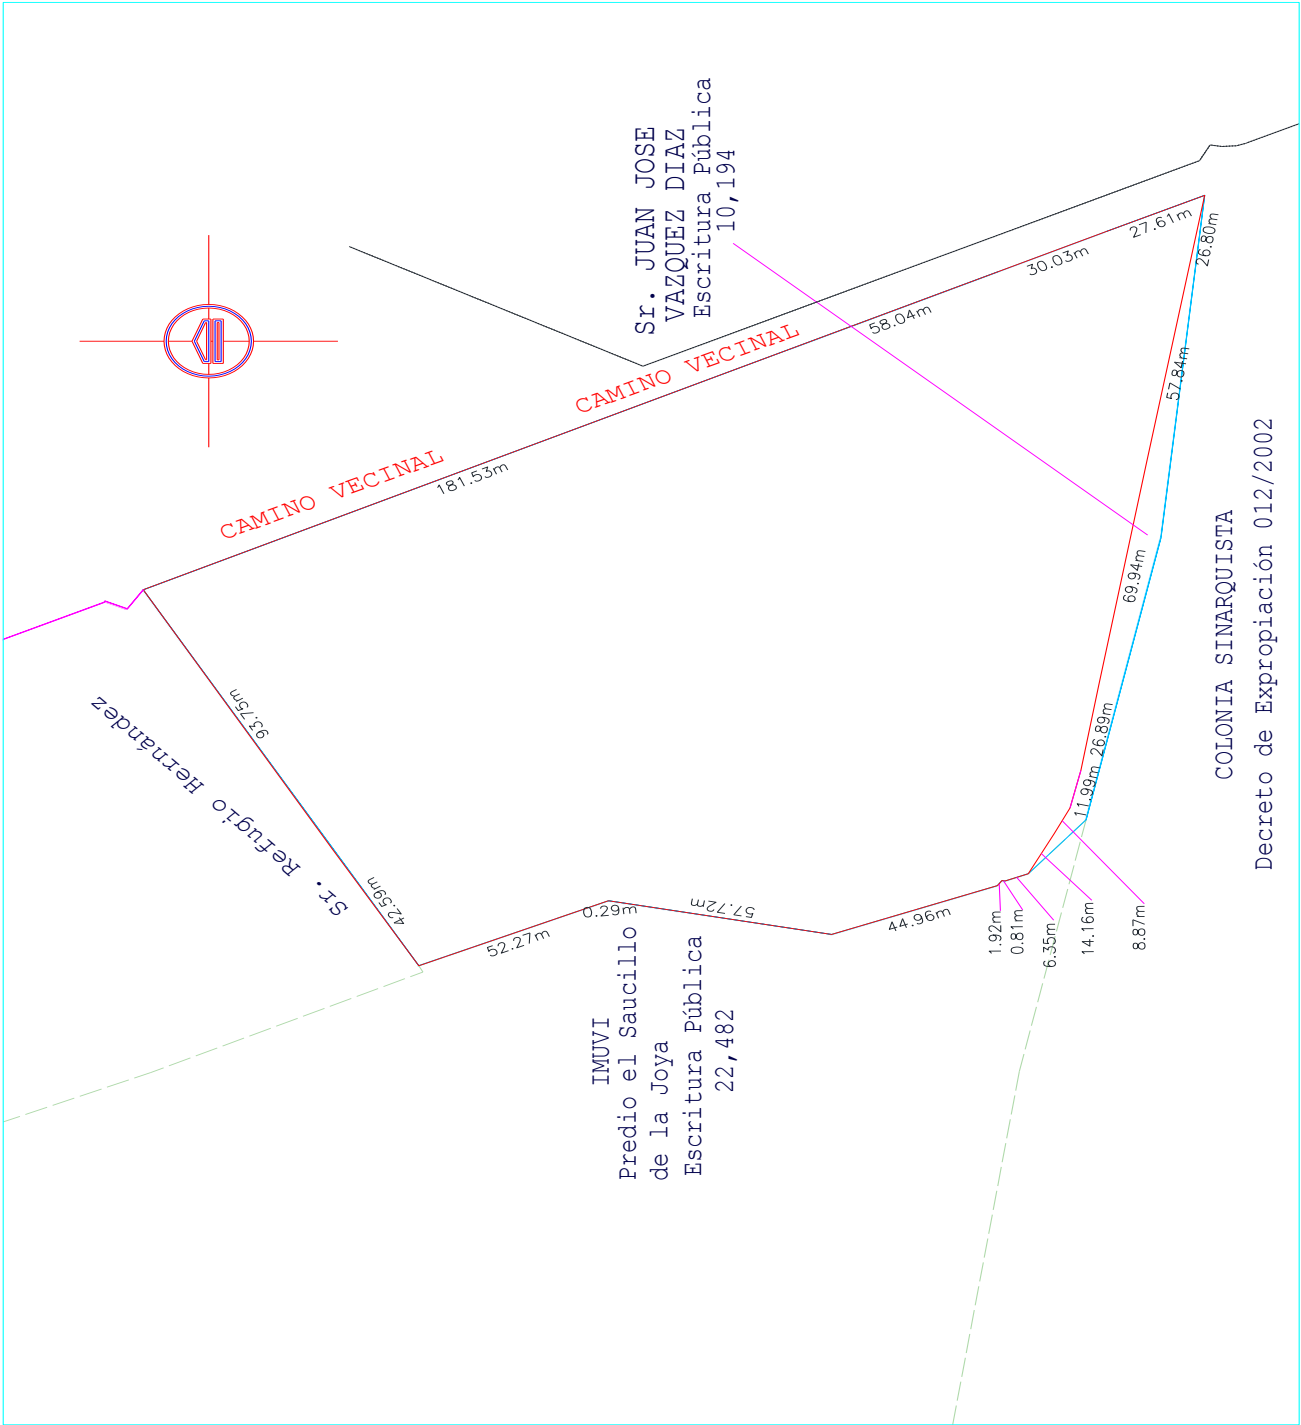 Sr. JUAN JOSE
VAZQUEZ DIAZ
Escritura Pública
10,194
CAMINO VECINAL
CAMINO VECINAL
181.53m
58.04m
30.03m
27.61m
26.80m
57.84m
69.94m
26.89m
11.99m
8.87m
14.16m
6.35m
0.81m
1.92m
44.96m
57.72m
0.29m
52.27m
42.59m
93.75m
Sr. Refugio Hernández
IMUVI
Predio el Saucillo
de la Joya
Escritura Pública
22,482
COLONIA SINARQUISTA
Decreto de Expropiación 012/2002